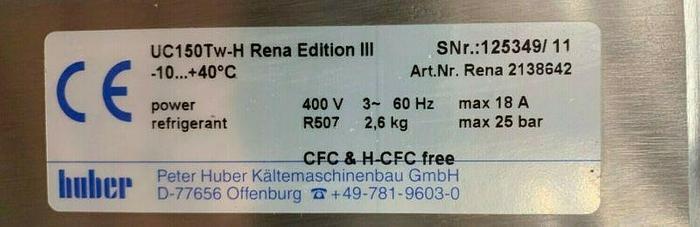 CE
UC150Tw-H Rena Edition III SNr.:125349/ 11
-10...+40°C Art.Nr. Rena 2138642
power 400 V 3~ 60 Hz max 18 A
refrigerant R507 2,6 kg max 25 bar
CFC & H-CFC free
huber Peter Huber Kältemaschinenbau GmbH
D-77656 Offenburg ☎+49-781-9603-0